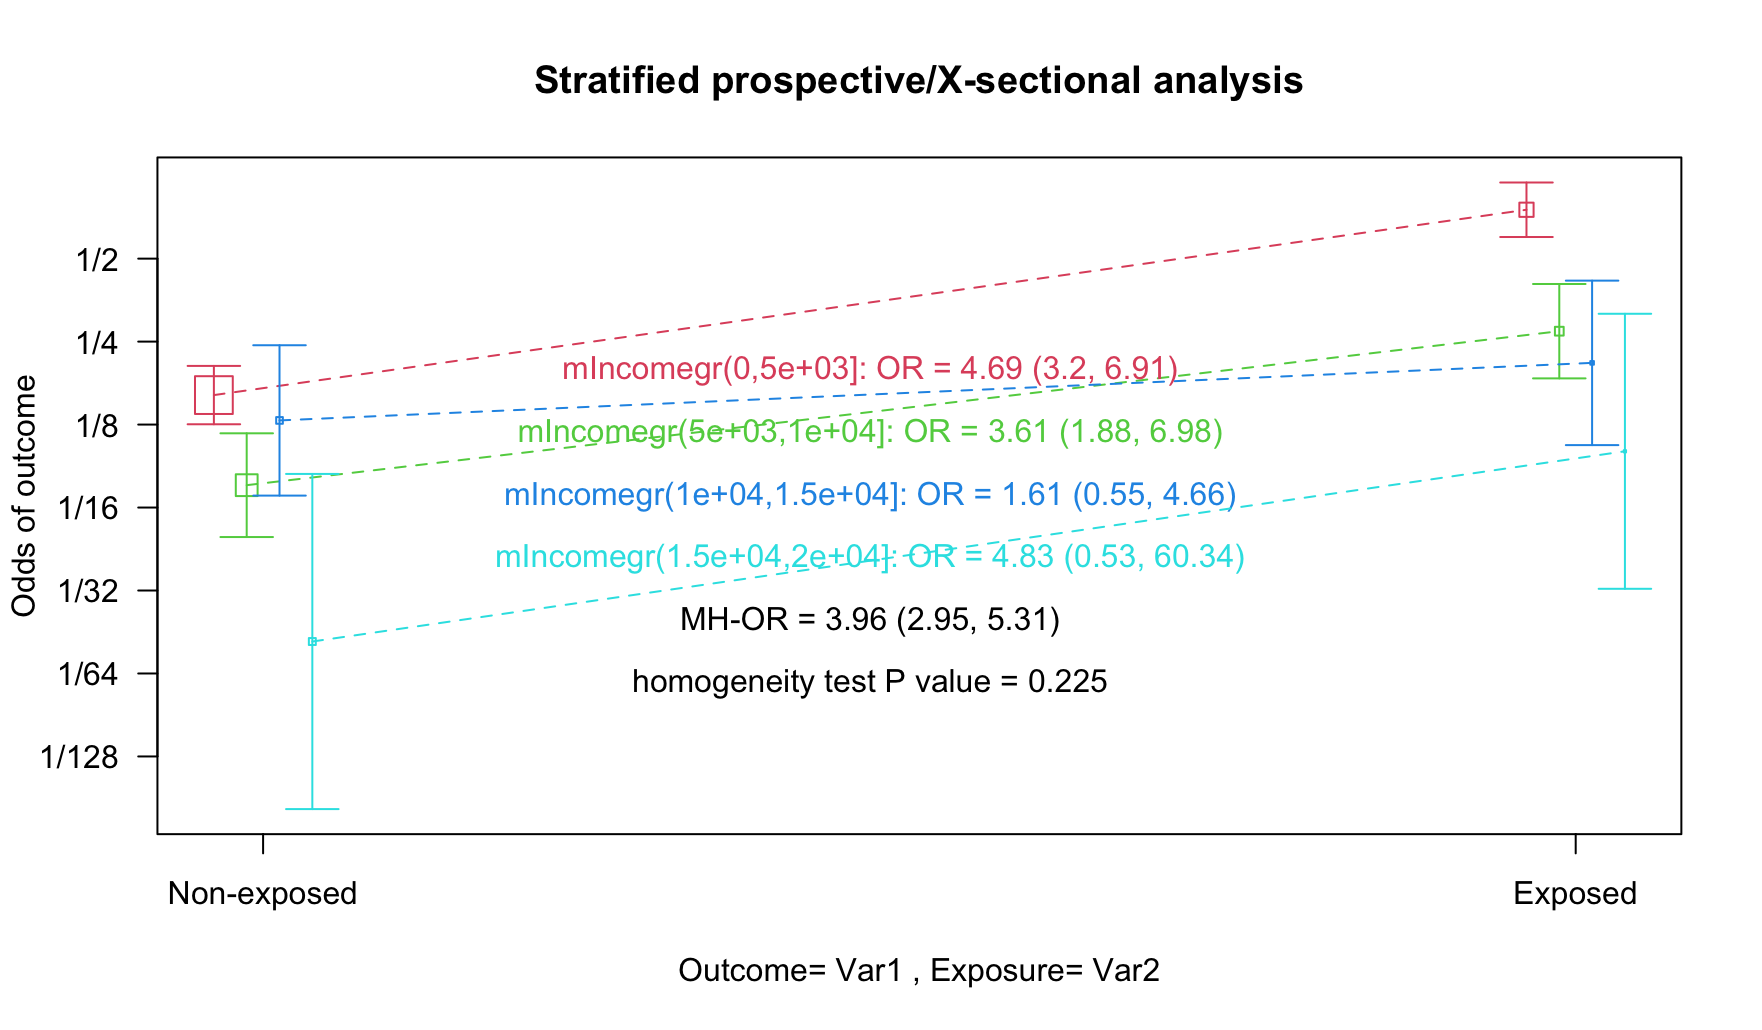 Stratified prospective/X-sectional analysis
Odds of outcome
1/2
1/4
1/8
1/16
1/32
1/64
1/128
mIncomegr(0,5e+03]: OR = 4.69 (3.2, 6.91)
mIncomegr(5e+03,1e+04]: OR = 3.61 (1.88, 6.98)
mIncomegr(1e+04,1.5e+04]: OR = 1.61 (0.55, 4.66)
mIncomegr(1.5e+04,2e+04]: OR = 4.83 (0.53, 60.34)
MH-OR = 3.96 (2.95, 5.31)
homogeneity test P value = 0.225
Non-exposed
Exposed
Outcome= Var1 , Exposure= Var2